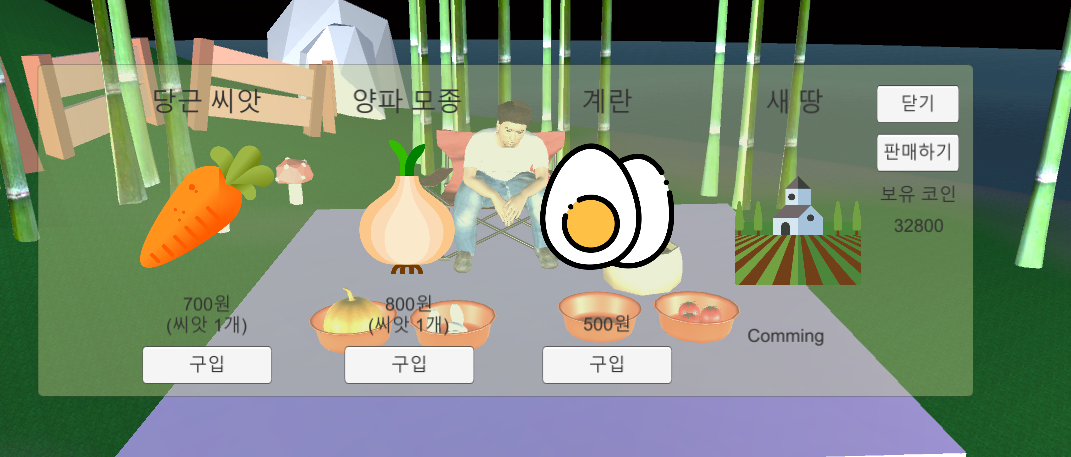 당근 씨앗
양파 모종
계란
새 땅
닫기
판매하기
보유 코인
32800
700원
(씨앗 1개)
800원
(씨앗 1개)
500원
Comming
구입
구입
구입